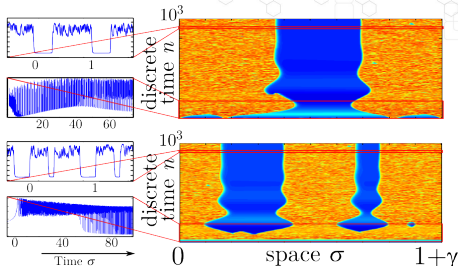 10³
0 1
discrete
time n
20 40 60
10³
0 1
discrete
time n
0 40 80
Time σ
0 space σ 1+γ